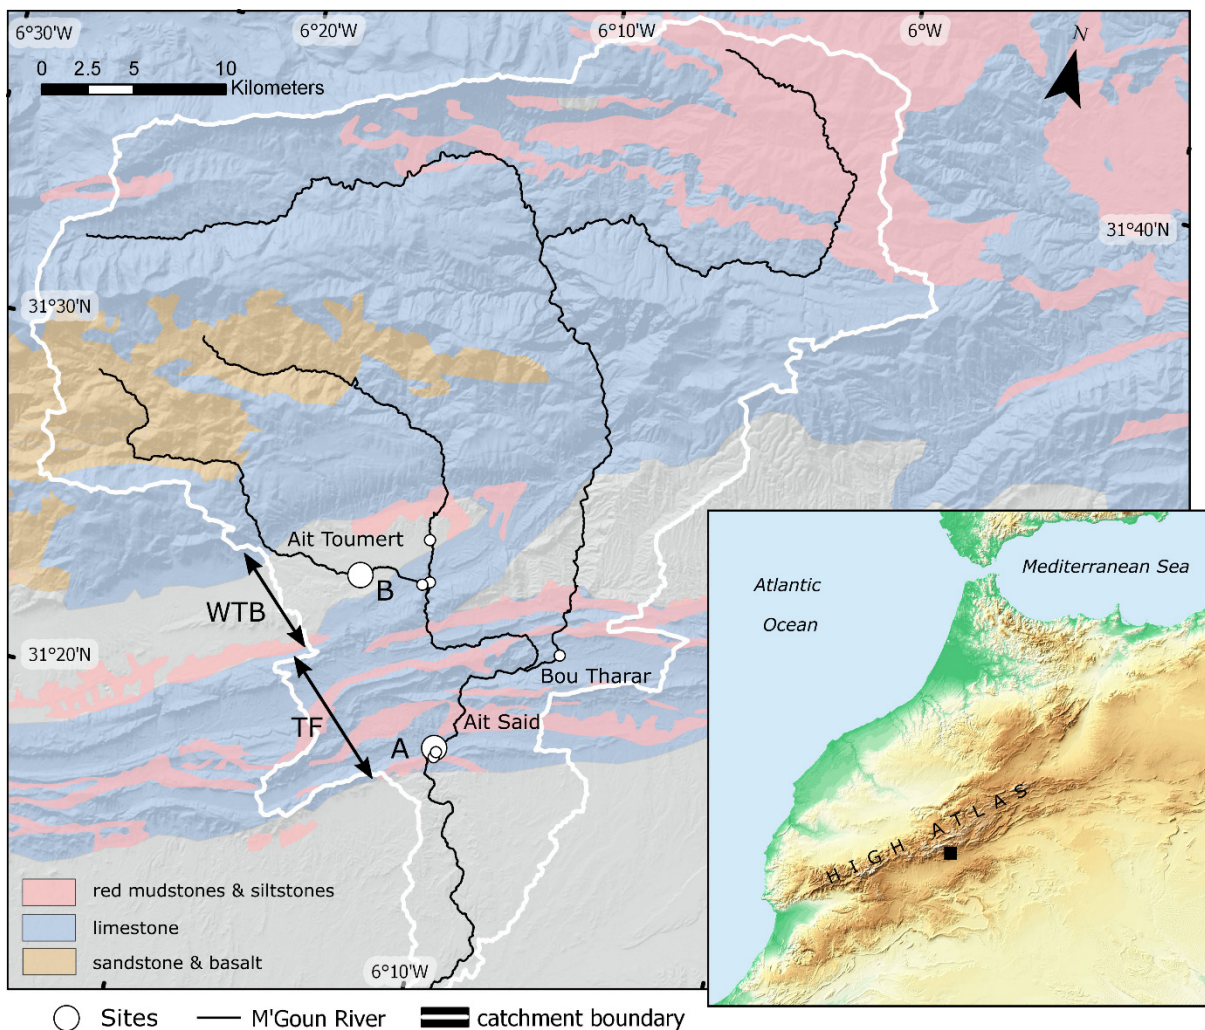 6°30'W
6°20'W
6°10'W
6°W
N
0 2.5 5 10
Kilometers
31°40'N
31°30'N
Ait Toumert
B
WTB
31°20'N
Bou Tharar
TF
Ait Said
A
Mediterranean Sea
Atlantic
Ocean
HIGH ATLAS
red mudstones & siltstones
limestone
sandstone & basalt
6°10'W
Sites
M'Goun River
catchment boundary